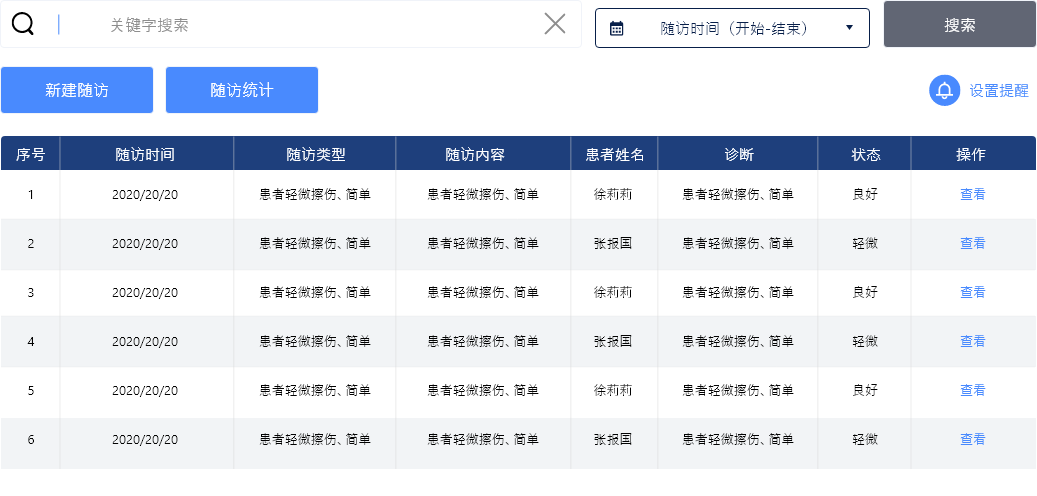 关键字搜索 随访时间（开始-结束） 搜索
新建随访 随访统计 设置提醒
序号 随访时间 随访类型 随访内容 患者姓名 诊断 状态 操作
1 2020/20/20 患者轻微擦伤、简单 患者轻微擦伤、简单 徐莉莉 患者轻微擦伤、简单 良好 查看
2 2020/20/20 患者轻微擦伤、简单 患者轻微擦伤、简单 张报国 患者轻微擦伤、简单 轻微 查看
3 2020/20/20 患者轻微擦伤、简单 患者轻微擦伤、简单 徐莉莉 患者轻微擦伤、简单 良好 查看
4 2020/20/20 患者轻微擦伤、简单 患者轻微擦伤、简单 张报国 患者轻微擦伤、简单 轻微 查看
5 2020/20/20 患者轻微擦伤、简单 患者轻微擦伤、简单 徐莉莉 患者轻微擦伤、简单 良好 查看
6 2020/20/20 患者轻微擦伤、简单 患者轻微擦伤、简单 张报国 患者轻微擦伤、简单 轻微 查看